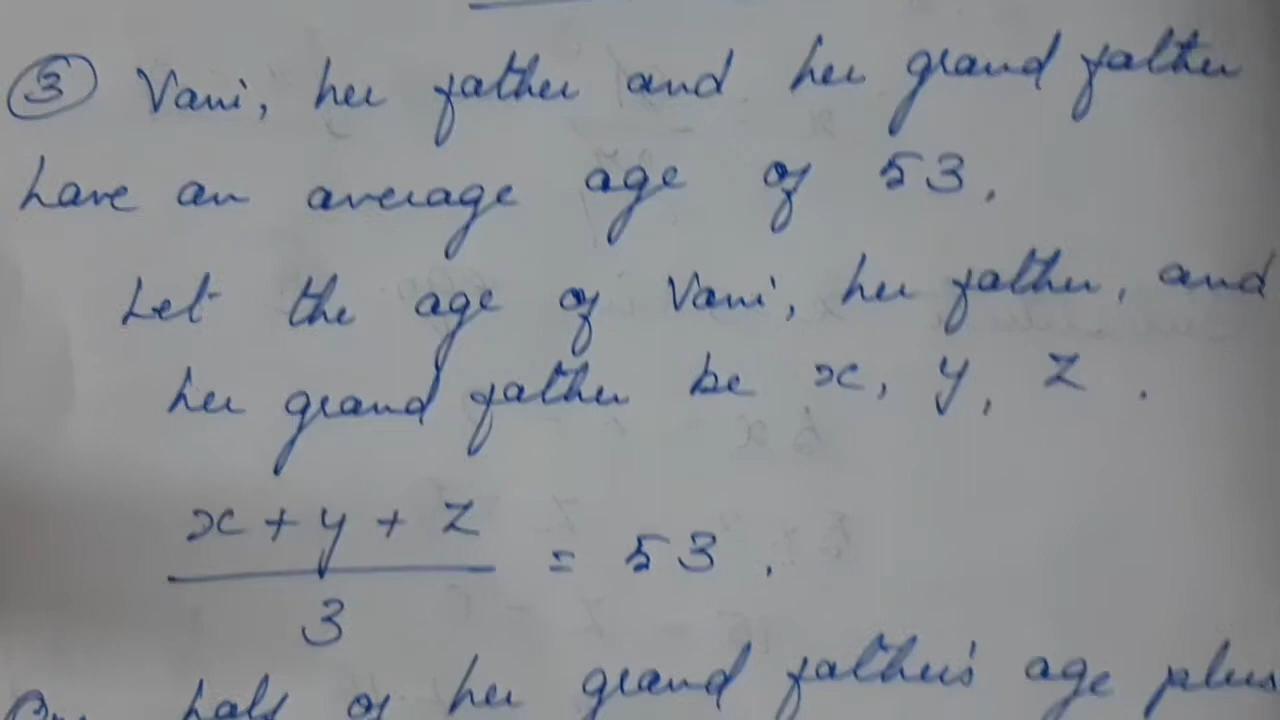 ③ Vani, her father and her grand father
have an average age of 53.
Let the age of Vani, her father, and
her grand father be x, y, z.
x + y + z
3
= 53.
One half of her grand father's age plus